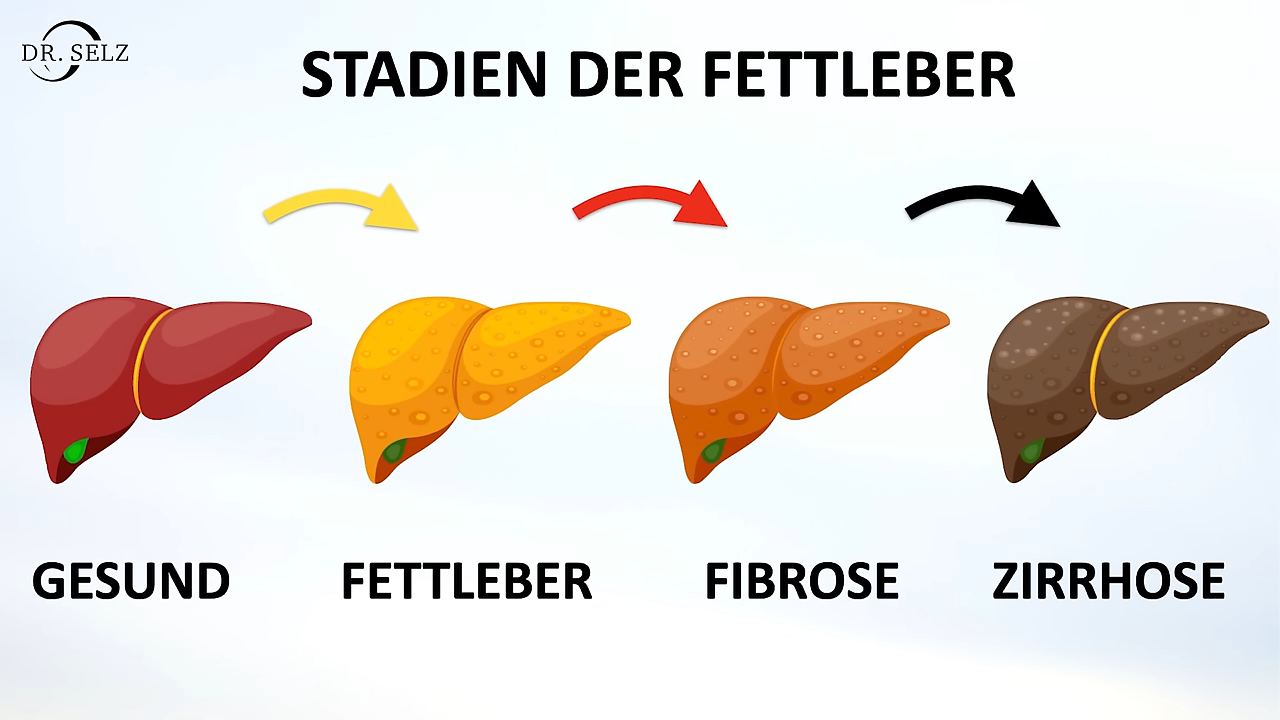 DR. SELZ
STADIEN DER FETTLEBER
GESUND
FETTLEBER
FIBROSE
ZIRRHOSE